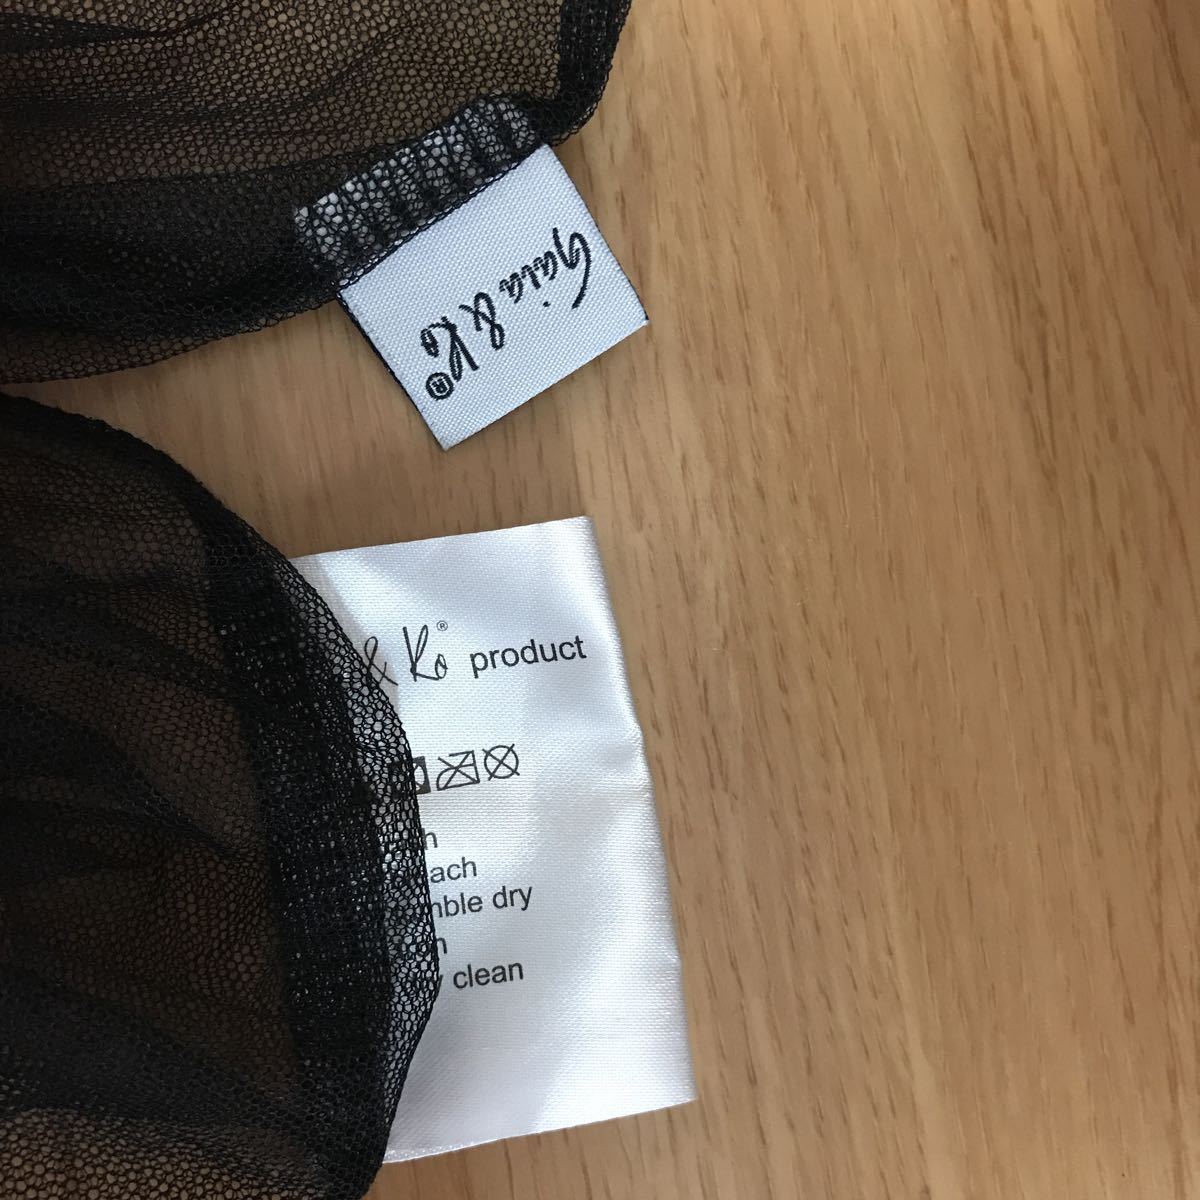 Gaia & Ko®
& Ko® product
ach
mble dry
clean